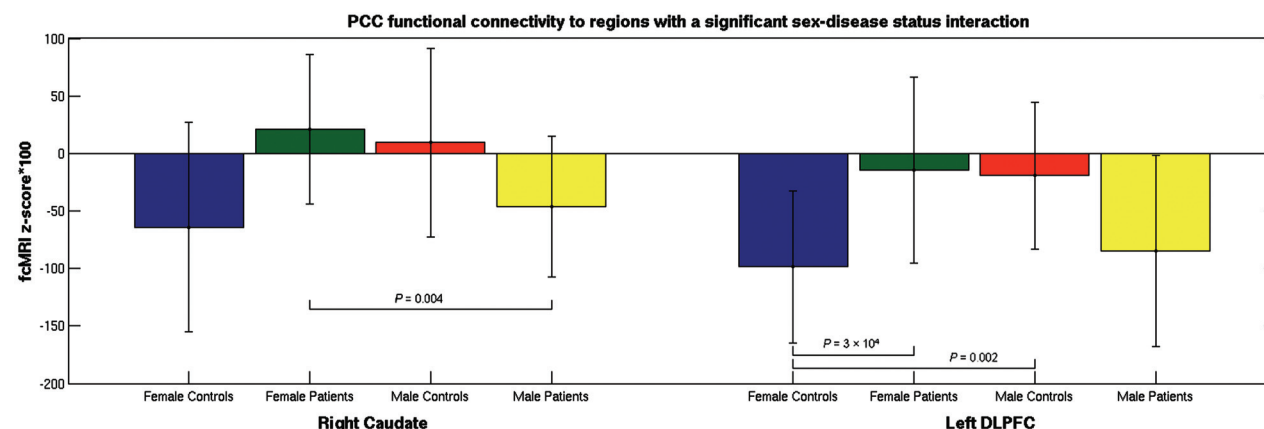 PCC functional connectivity to regions with a significant sex-disease status interaction
fcMRI z-score*100
100
50
0
-50
-100
-150
-200
P = 0.004
P = 3 × 10⁴
P = 0.002
Female Controls Female Patients Male Controls Male Patients Female Controls Female Patients Male Controls Male Patients
Right Caudate Left DLPFC